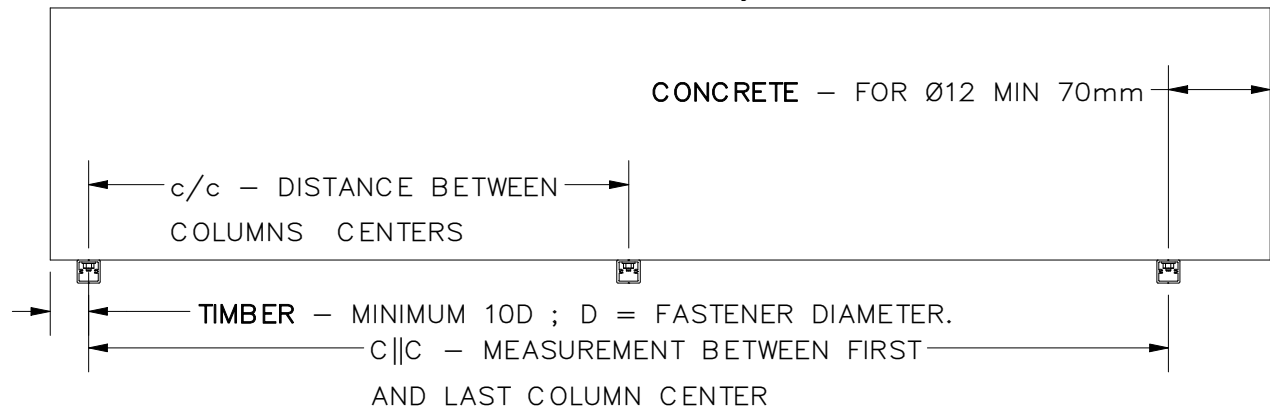 CONCRETE – FOR Ø12 MIN 70mm
c/c – DISTANCE BETWEEN
COLUMNS CENTERS
TIMBER – MINIMUM 10D ; D = FASTENER DIAMETER.
C||C – MEASUREMENT BETWEEN FIRST
AND LAST COLUMN CENTER